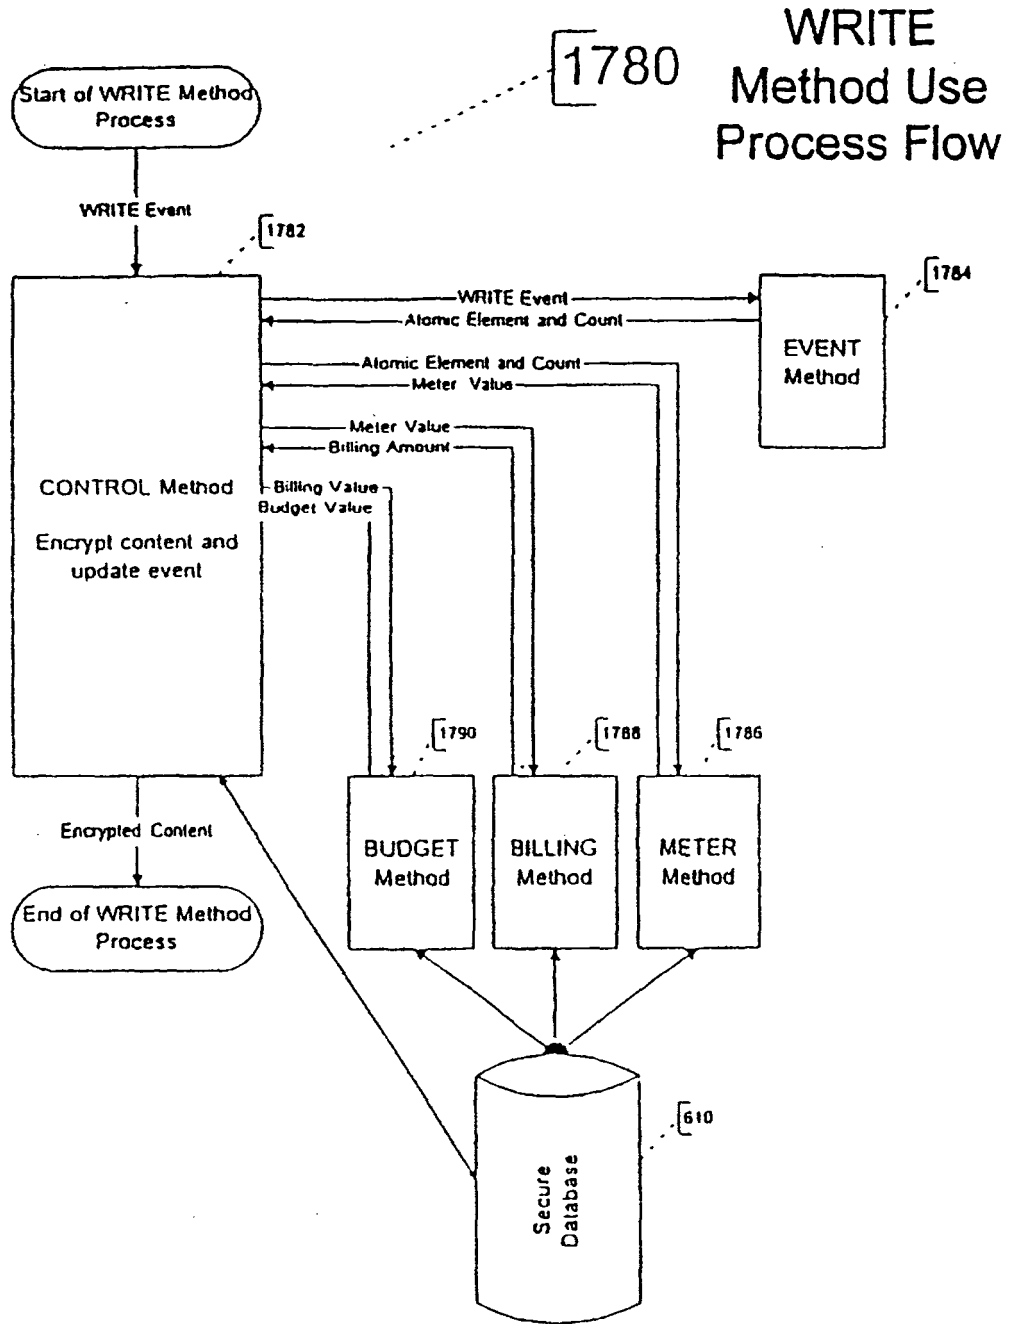 WRITE
Method Use
Process Flow
1780
Start of WRITE Method
Process
WRITE Event
1782
1784
WRITE Event
Atomic Element and Count
EVENT
Method
Atomic Element and Count
Meter Value
Meter Value
Billing Amount
CONTROL Method
Encrypt content and
update event
Billing Value
Budget Value
1790
1788
1786
Encrypted Content
BUDGET
Method
BILLING
Method
METER
Method
End of WRITE Method
Process
610
Secure
Database